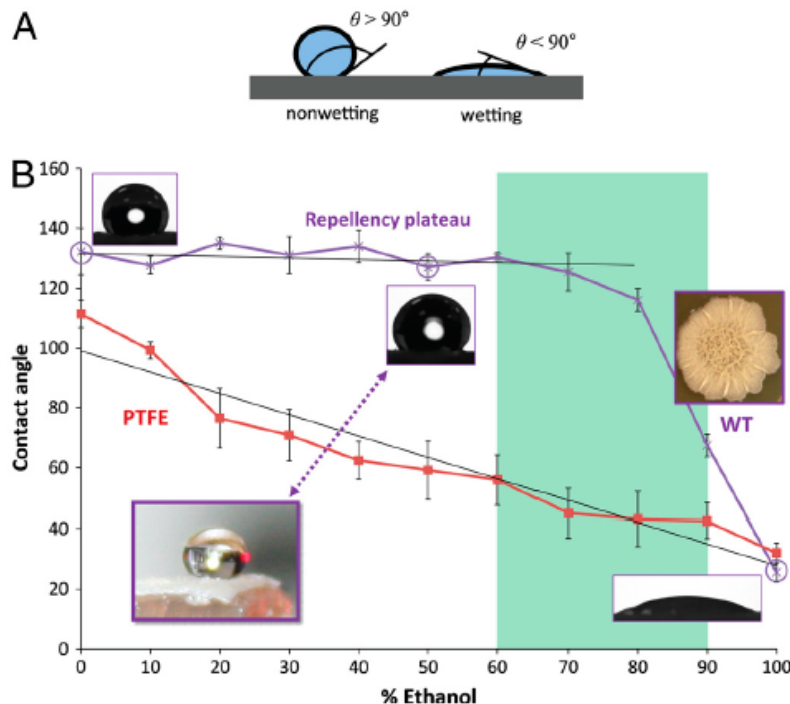 A
θ > 90°
θ < 90°
nonwetting
wetting
B
160
140
120
100
80
60
40
20
0
Contact angle
Repellency plateau
PTFE
WT
0 10 20 30 40 50 60 70 80 90 100
% Ethanol